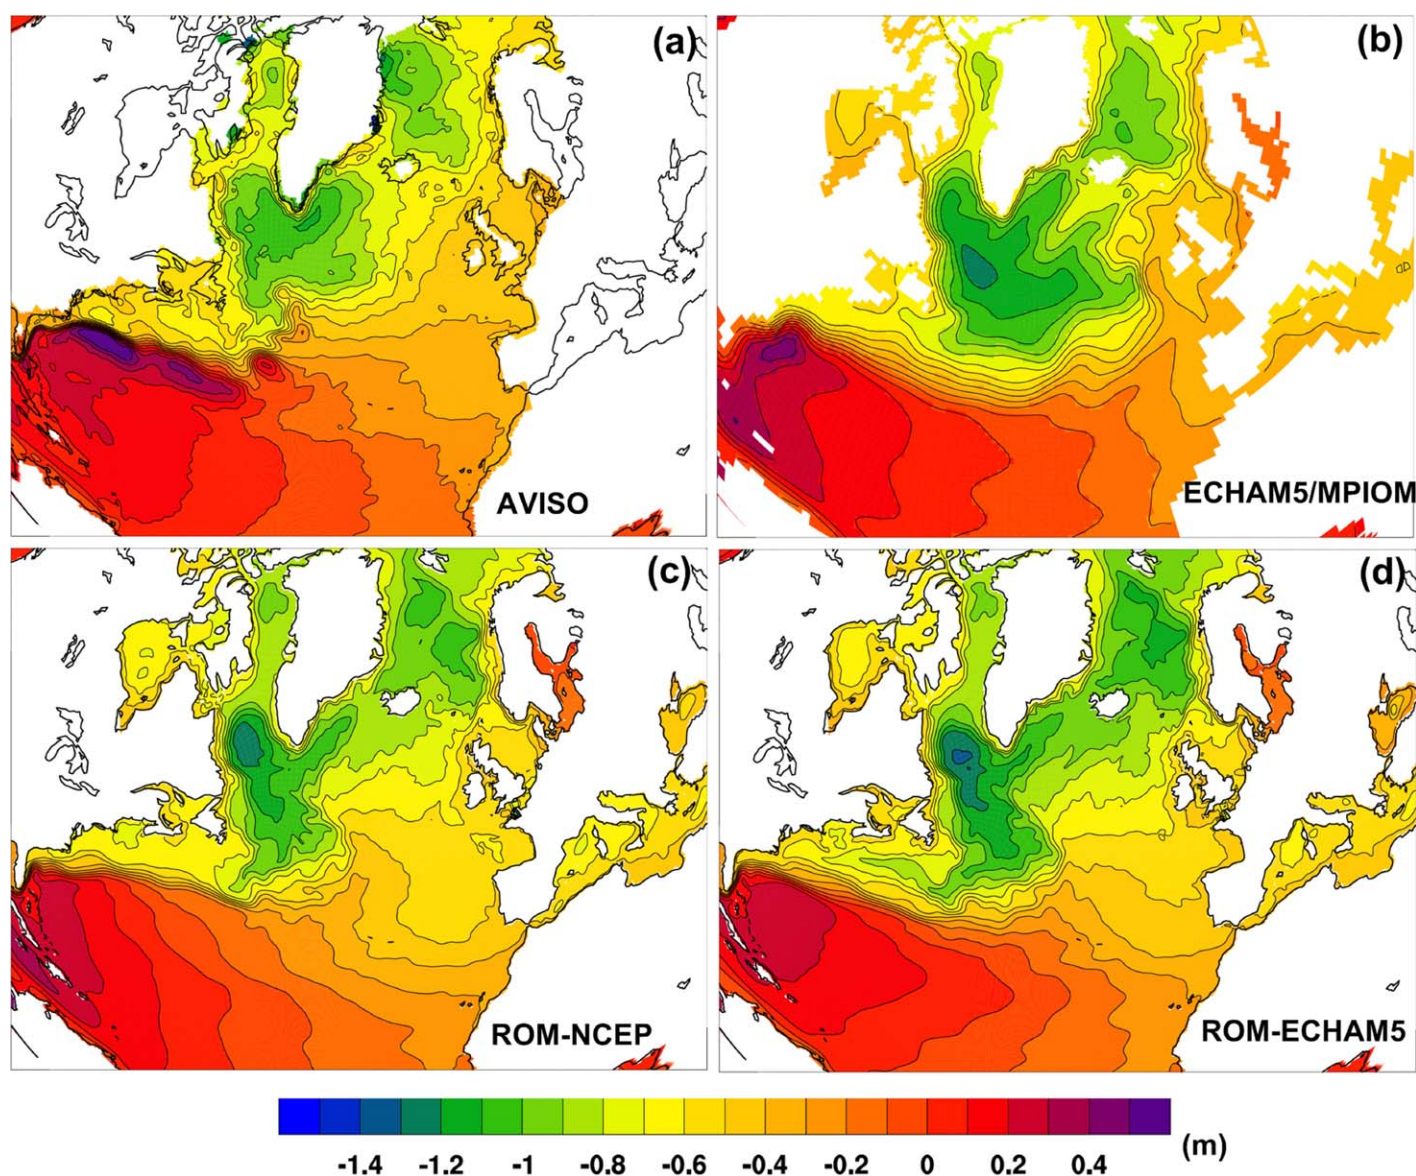 (a)
(b)
AVISO
ECHAM5/MPIOM
(c)
(d)
ROM-NCEP
ROM-ECHAM5
-1.4 -1.2 -1 -0.8 -0.6 -0.4 -0.2 0 0.2 0.4 (m)